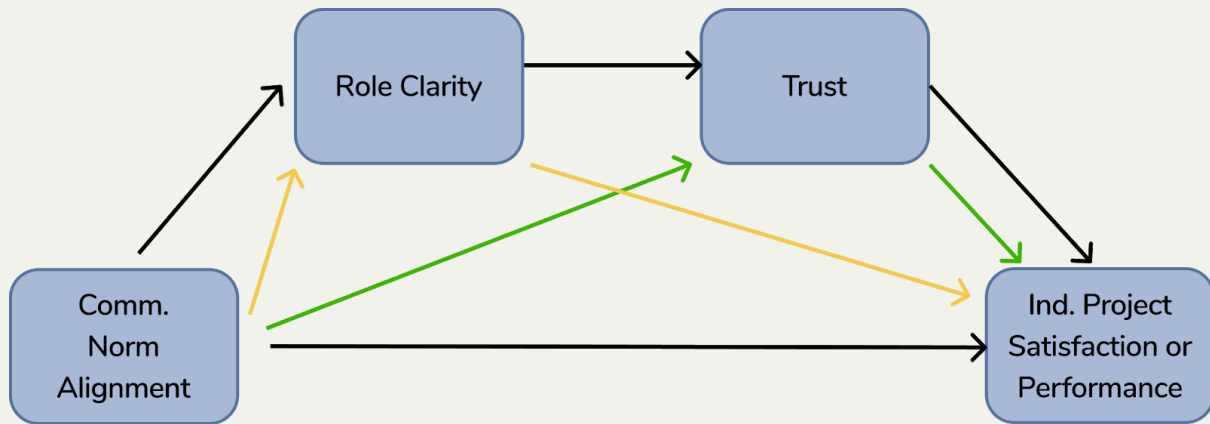 Role Clarity
Trust
Comm.
Norm
Alignment
Ind. Project
Satisfaction or
Performance